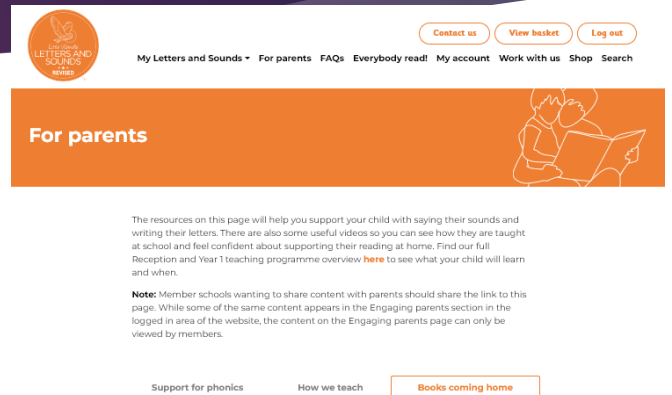 Little Wandle
LETTERS AND
SOUNDS
REVISED
Contact us
View basket
Log out
My Letters and Sounds
For parents
FAQs
Everybody read!
My account
Work with us
Shop
Search
For parents
The resources on this page will help you support your child with saying their sounds and
writing their letters. There are also some useful videos so you can see how they are taught
at school and feel confident about supporting their reading at home. Find our full
Reception and Year 1 teaching programme overview here to see what your child will learn
and when.
Note: Member schools wanting to share content with parents should share the link to this
page. While some of the same content appears in the Engaging parents section in the
logged in area of the website, the content on the Engaging parents page can only be
viewed by members.
Support for phonics
How we teach
Books coming home